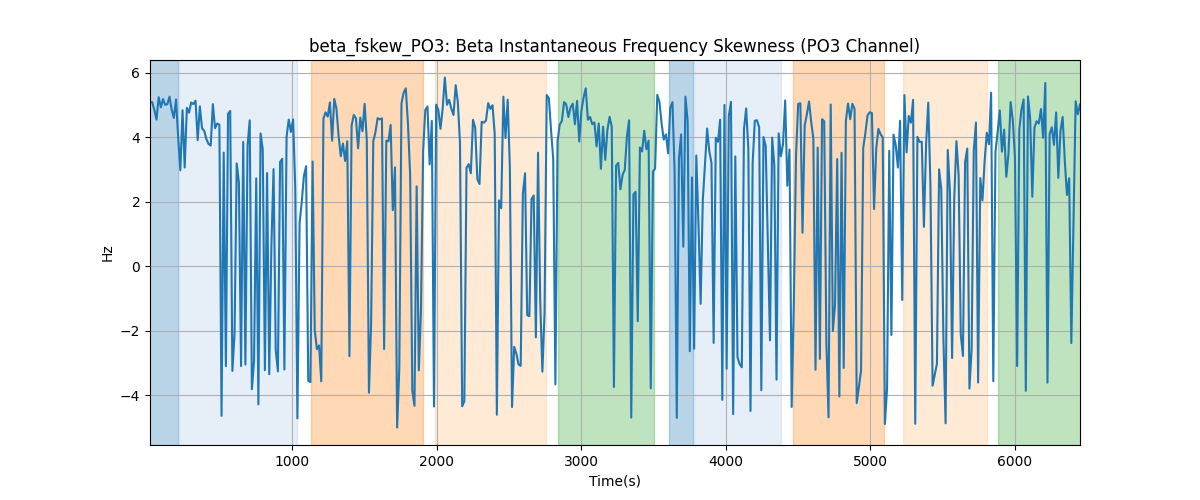 beta_fskew_PO3: Beta Instantaneous Frequency Skewness (PO3 Channel)
6
4
2
0
−2
−4
Hz
1000 2000 3000 4000 5000 6000
Time(s)